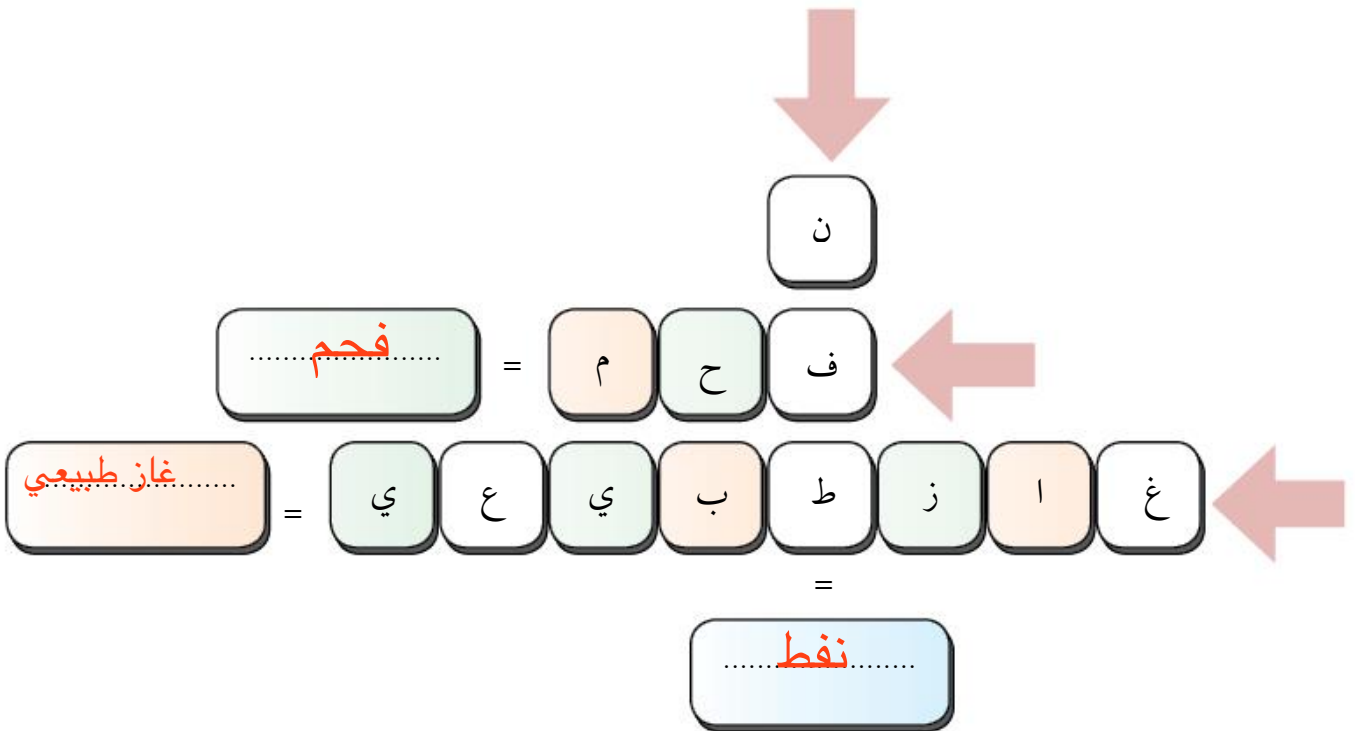 ن
ف ح م = فحم
غ ا ز ط ب ي ع ي = غاز طبيعي
=
نفط